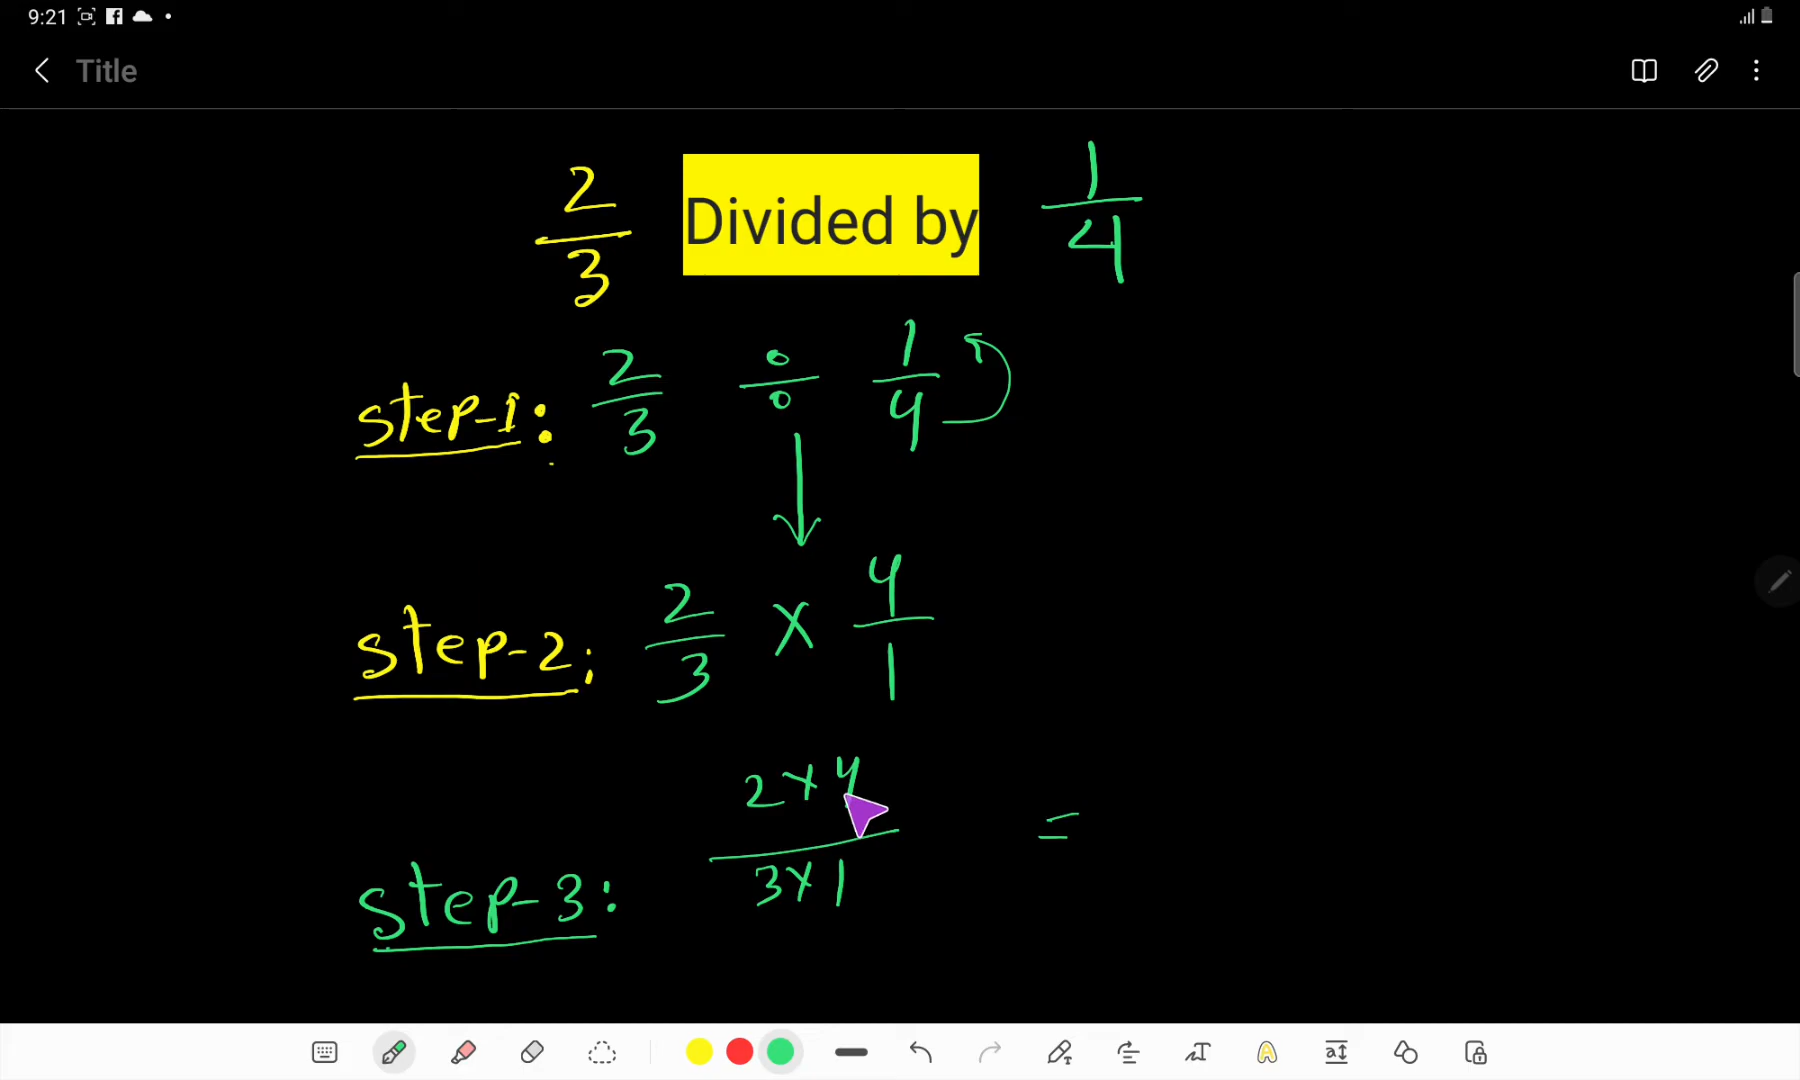 9:21
Title
2/3 Divided by 1/4
step-1: 2/3 ÷ 1/4
step-2: 2/3 × 4/1
step-3: 2×4/3×1 =